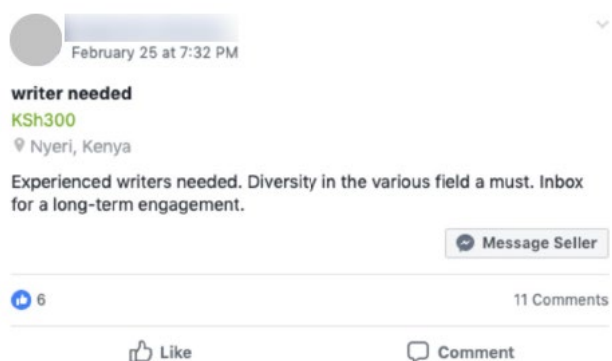 February 25 at 7:32 PM
writer needed
KSh300
Nyeri, Kenya
Experienced writers needed. Diversity in the various field a must. Inbox
for a long-term engagement.
Message Seller
6
11 Comments
Like
Comment